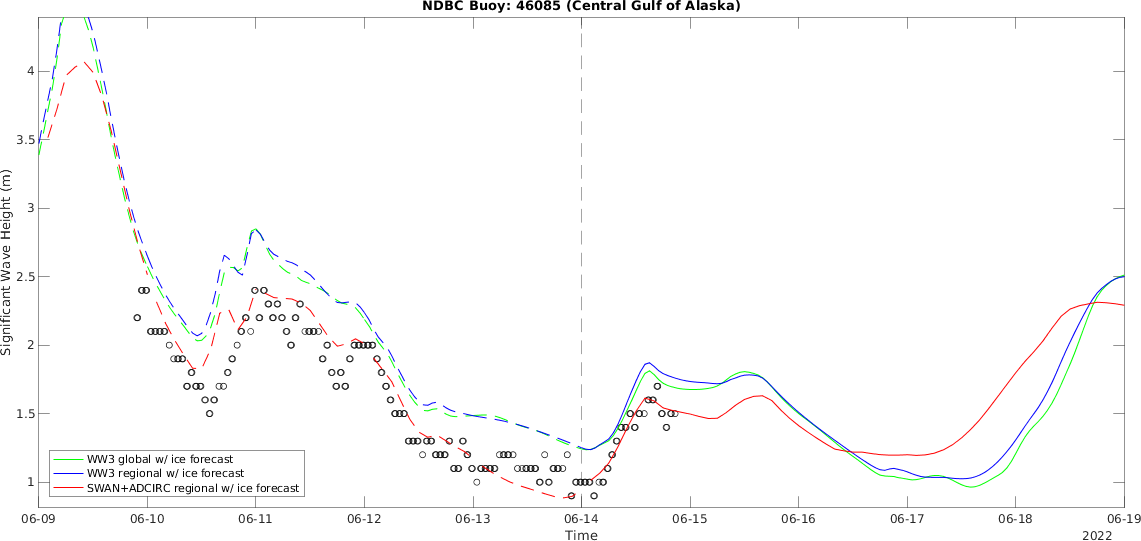 NDBC Buoy: 46085 (Central Gulf of Alaska)
4
3.5
3
2.5
2
1.5
1
Significant Wave Height (m)
WW3 global w/ ice forecast
WW3 regional w/ ice forecast
SWAN+ADCIRC regional w/ ice forecast
06-09 06-10 06-11 06-12 06-13 06-14 06-15 06-16 06-17 06-18 06-19
Time
2022